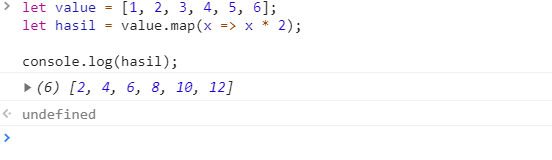 let value = [1, 2, 3, 4, 5, 6];
let hasil = value.map(x => x * 2);
console.log(hasil);
(6) [2, 4, 6, 8, 10, 12]
undefined